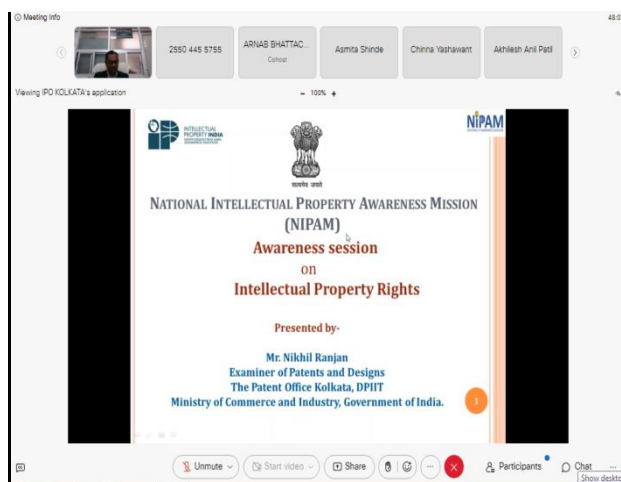 Meeting Info
48:0
2550 445 5755
ARNAB BHATTAC...
Cohost
Asmita Shinde
Chinna Yashawant
Akhilesh Anil Patil
Viewing IPO KOLKATA's application
− 100% +
INTELLECTUAL
PROPERTY INDIA
NiPAM
सत्यमेव जयते
NATIONAL INTELLECTUAL PROPERTY AWARENESS MISSION
(NIPAM)
Awareness session
on
Intellectual Property Rights
Presented by-
Mr. Nikhil Ranjan
Examiner of Patents and Designs
The Patent Office Kolkata, DPIIT
Ministry of Commerce and Industry, Government of India.
1
Unmute
Start video
Share
Participants
Chat
Show deskto